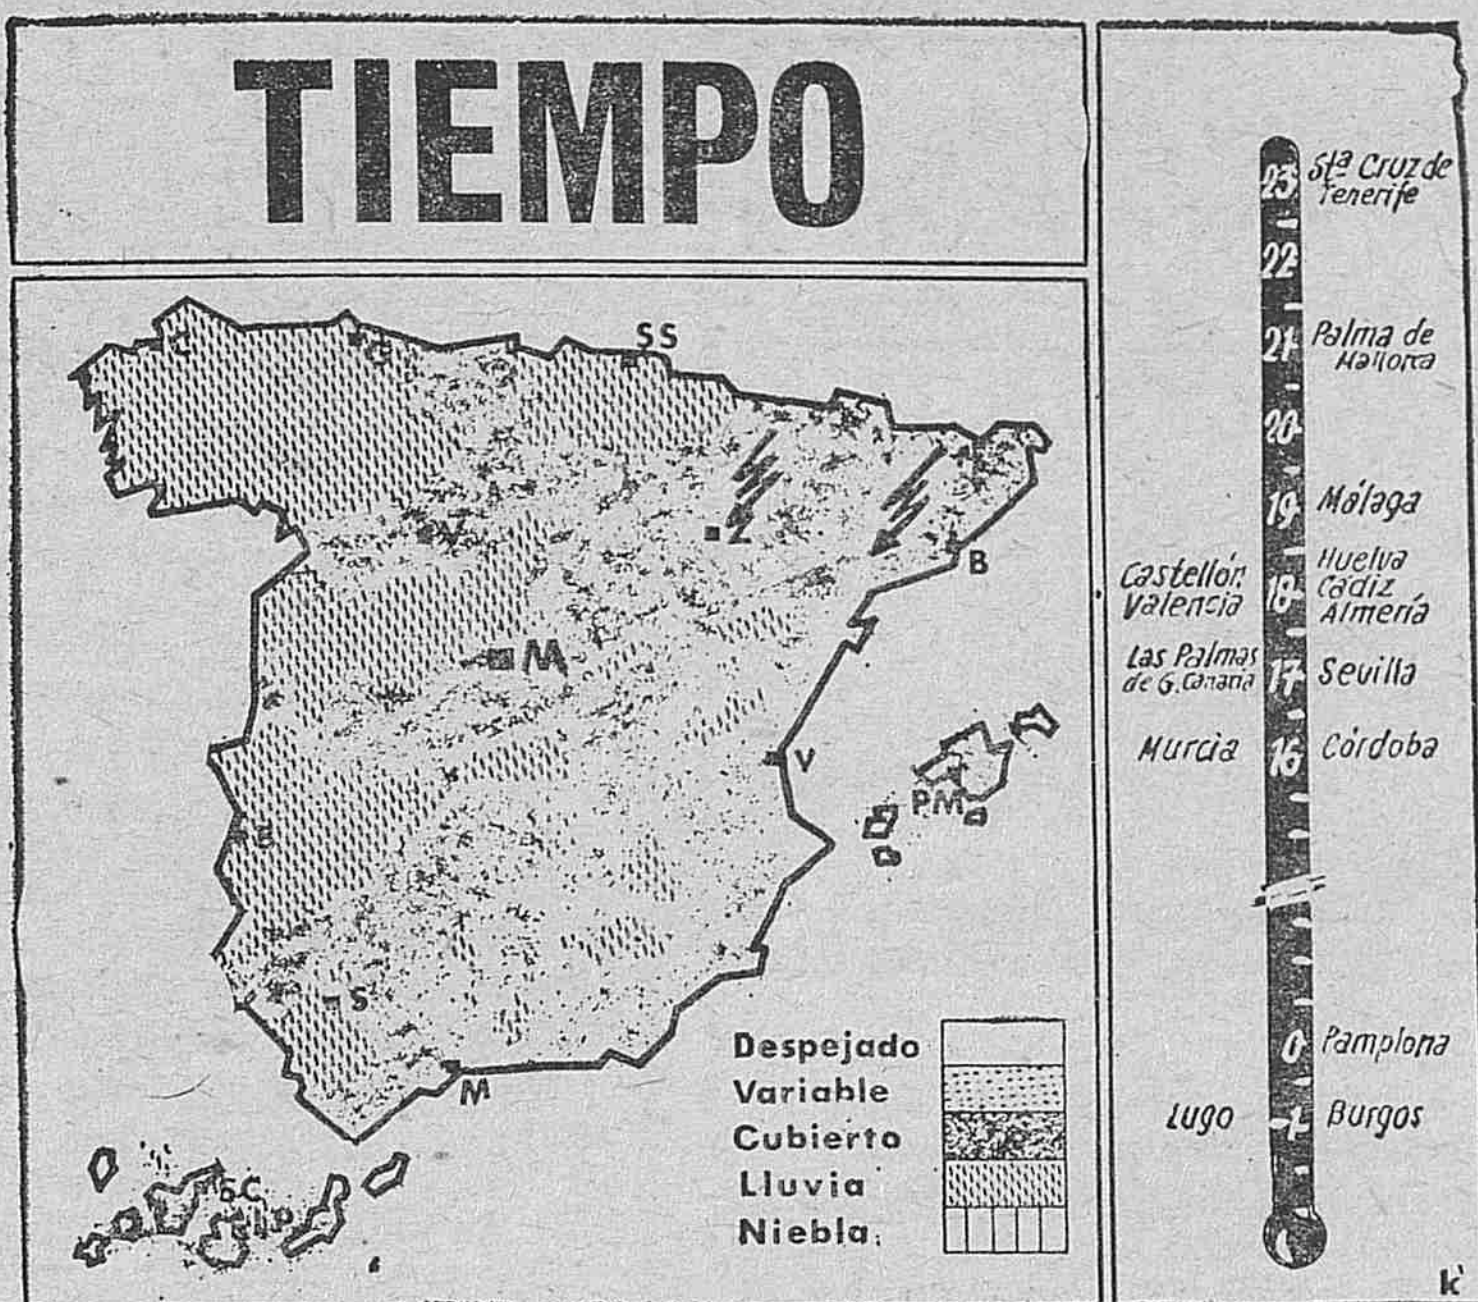 TIEMPO
C
G
SS
V
Z
B
M
V
PM
S
M
SC
LP
Despejado
Variable
Cubierto
Lluvia
Niebla
23 Stª Cruz de
Tenerife
22
21 Palma de
Mallorca
20
19 Málaga
Castellón
Valencia
18
Huelva
Cádiz
Almería
Las Palmas
de G. Canaria
17 Sevilla
Murcia 16 Córdoba
0 Pamplona
Lugo Burgos
k